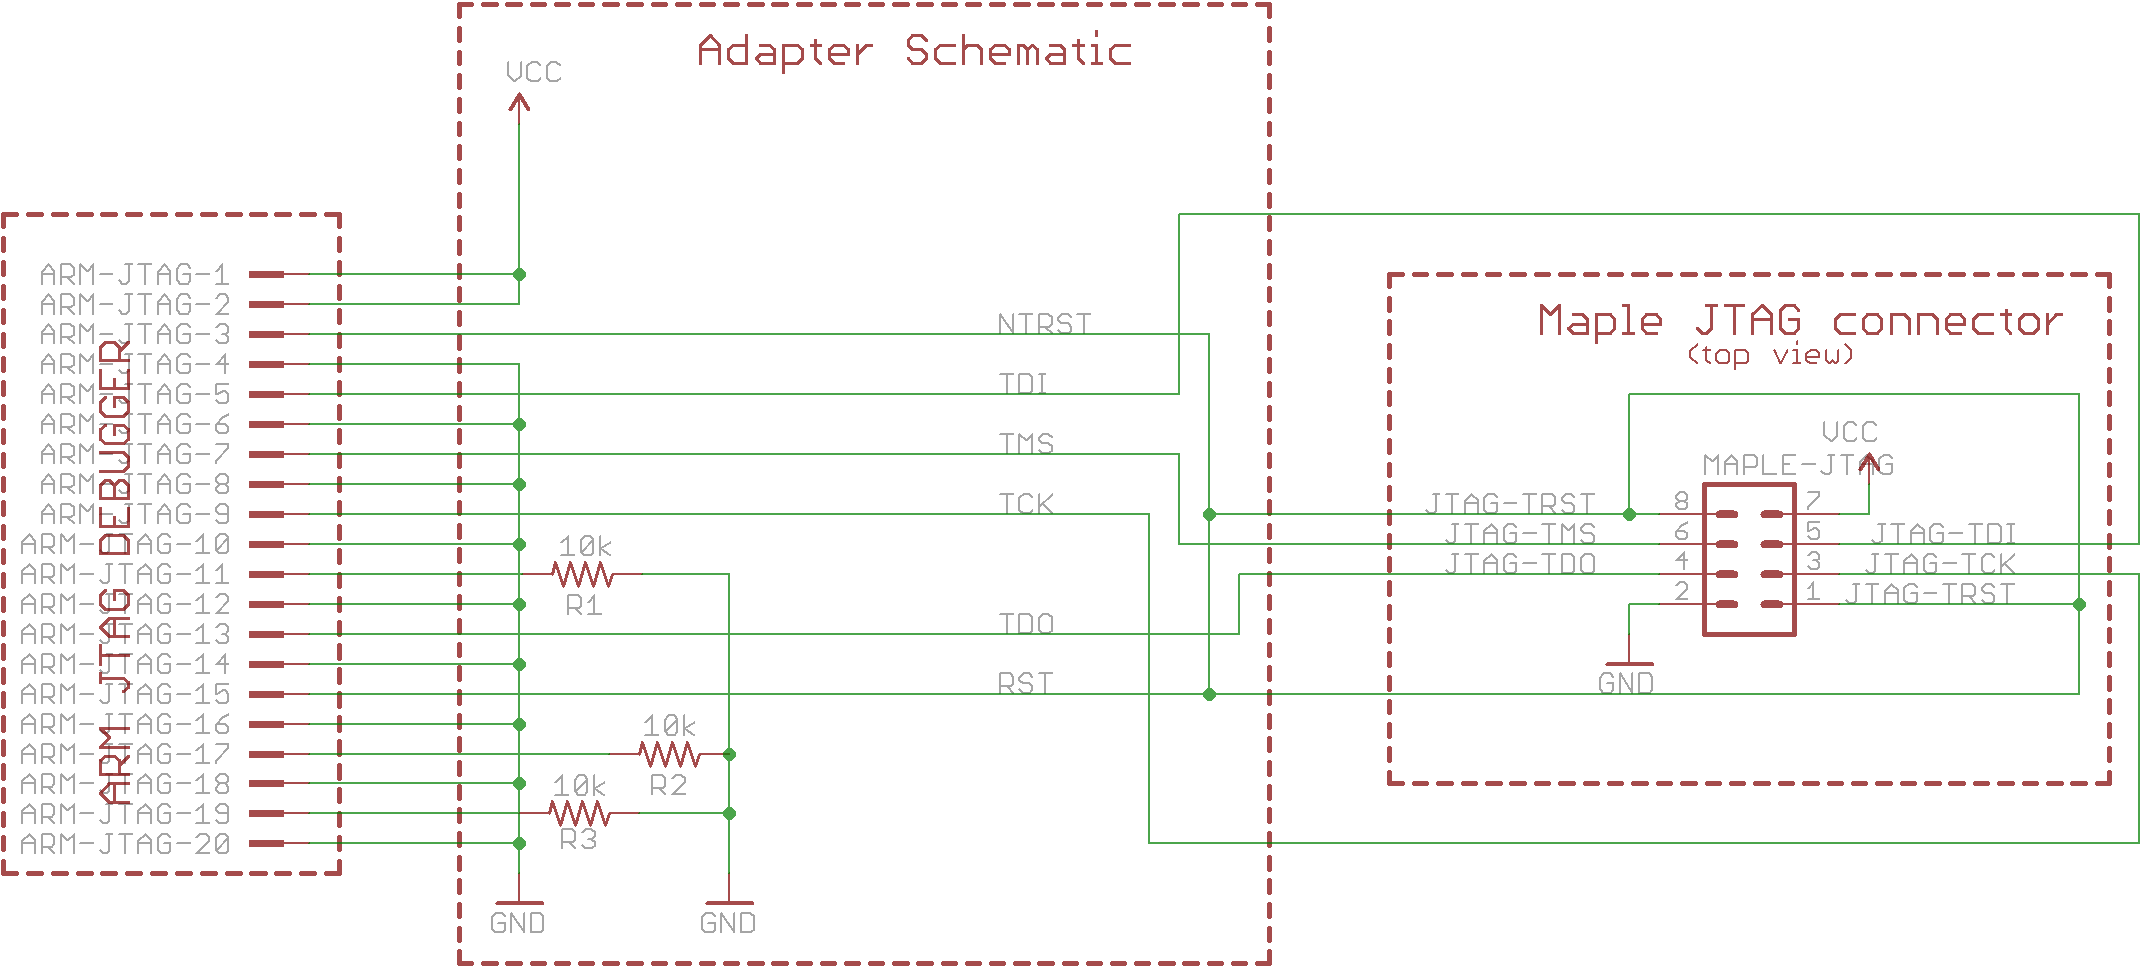 Adapter Schematic
VCC
ARM JTAG DEBUGGER
ARM-JTAG-1
ARM-JTAG-2
ARM-JTAG-3
ARM-JTAG-4
ARM-JTAG-5
ARM-JTAG-6
ARM-JTAG-7
ARM-JTAG-8
ARM-JTAG-9
ARM-JTAG-10
ARM-JTAG-11
ARM-JTAG-12
ARM-JTAG-13
ARM-JTAG-14
ARM-JTAG-15
ARM-JTAG-16
ARM-JTAG-17
ARM-JTAG-18
ARM-JTAG-19
ARM-JTAG-20
NTRST
TDI
TMS
TCK
10k
R1
TDO
RST
10k
R2
10k
R3
GND
GND
Maple JTAG connector
(top view)
VCC
MAPLE-JTAG
JTAG-TRST 8 7
JTAG-TMS 6 5 JTAG-TDI
JTAG-TDO 4 3 JTAG-TCK
2 1 JTAG-TRST
GND